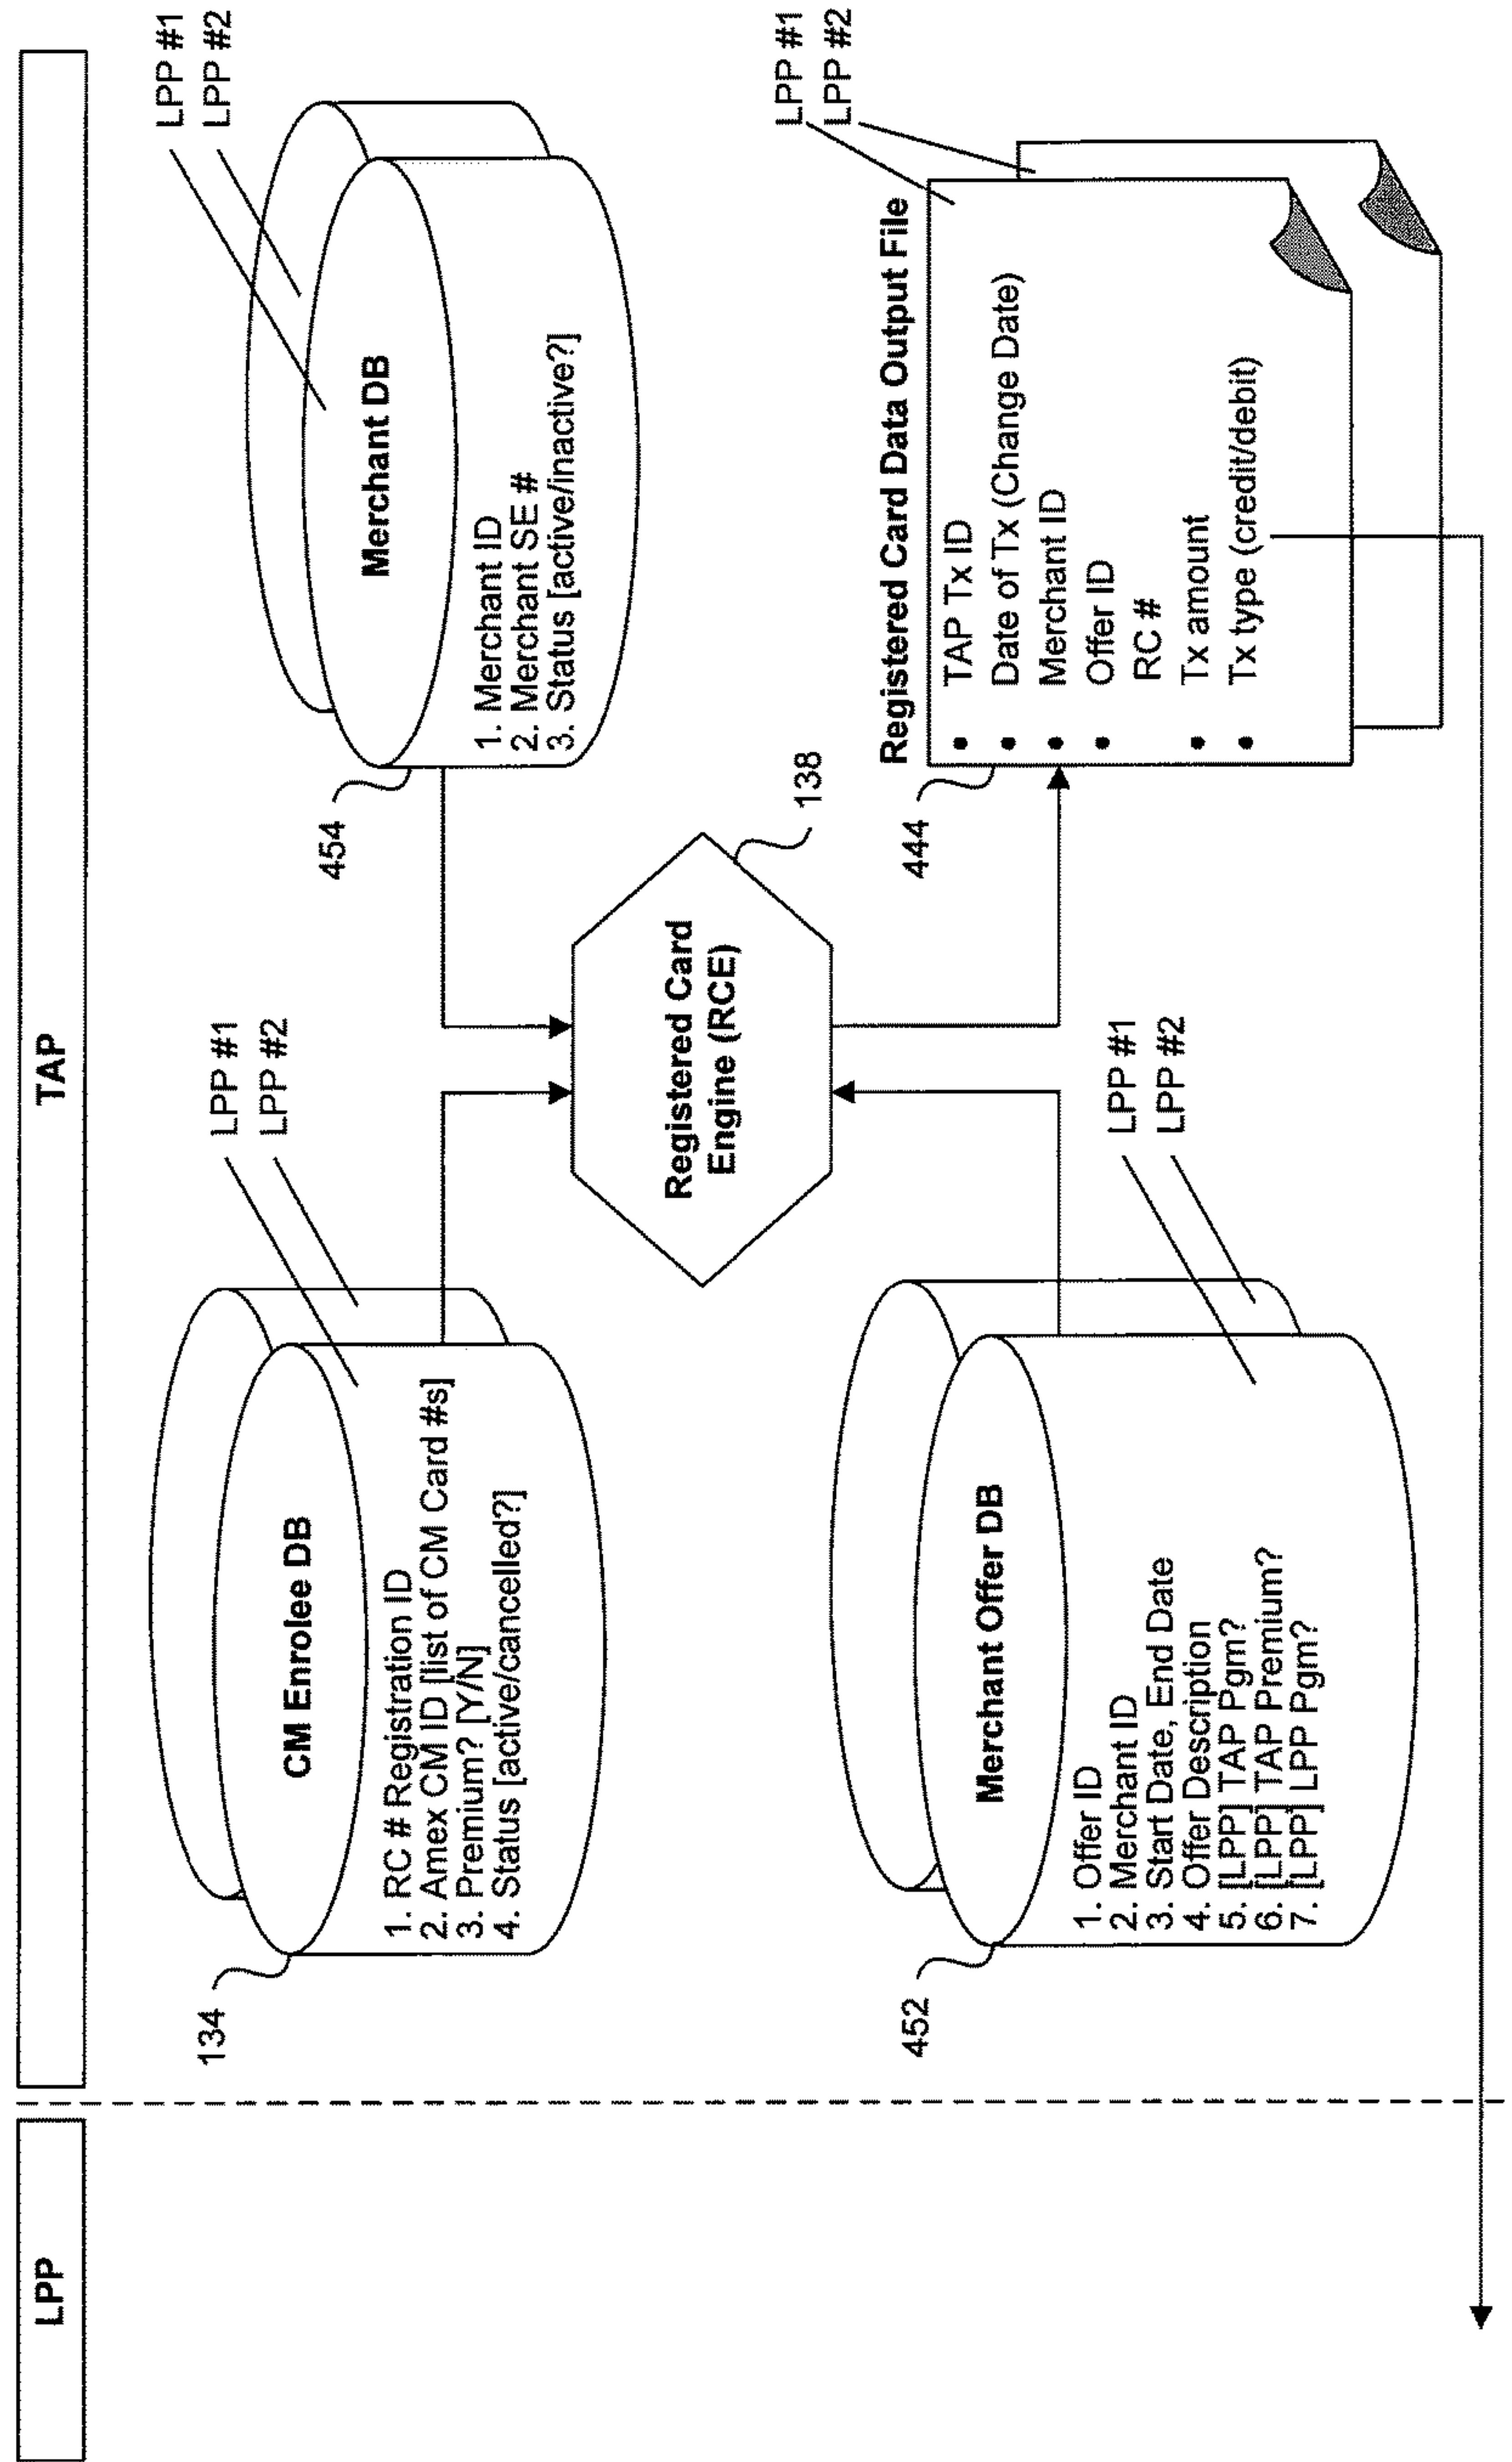 LPP
TAP
134
CM Enrolee DB
1. RC # Registration ID
2. Amex CM ID [list of CM Card #s]
3. Premium? [Y/N]
4. Status [active/cancelled?]
LPP #1
LPP #2
454
Merchant DB
1. Merchant ID
2. Merchant SE #
3. Status [active/inactive?]
LPP #1
LPP #2
Registered Card
Engine (RCE)
138
452
Merchant Offer DB
1. Offer ID
2. Merchant ID
3. Start Date, End Date
4. Offer Description
5. [LPP] TAP Pgm?
6. [LPP] TAP Premium?
7. [LPP] LPP Pgm?
LPP #1
LPP #2
444
Registered Card Data Output File
• TAP Tx ID
• Date of Tx (Change Date)
• Merchant ID
• Offer ID
RC #
• Tx amount
• Tx type (credit/debit)
LPP #1
LPP #2